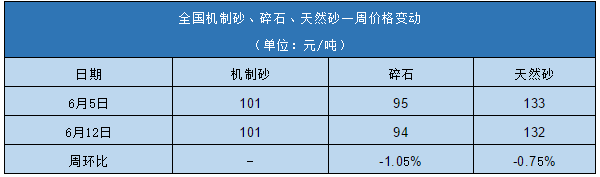 全国机制砂、碎石、天然砂一周价格变动
（单位：元/吨）
日期 机制砂 碎石 天然砂
6月5日 101 95 133
6月12日 101 94 132
周环比 - -1.05% -0.75%